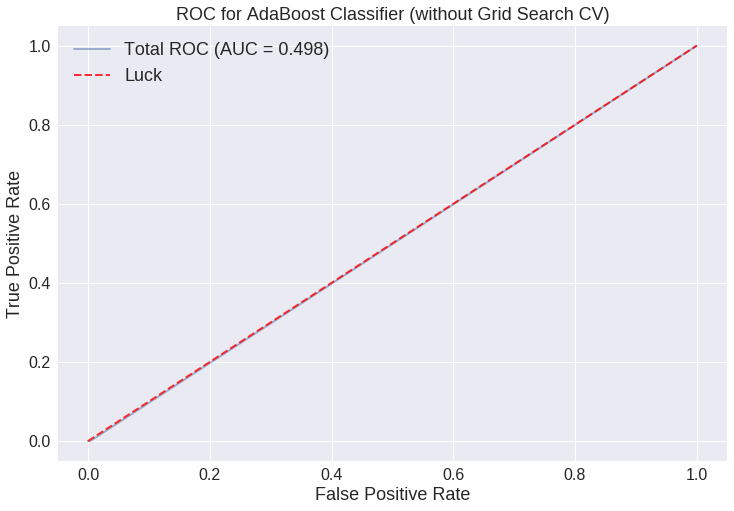 ROC for AdaBoost Classifier (without Grid Search CV)
Total ROC (AUC = 0.498)
Luck
True Positive Rate
1.0
0.8
0.6
0.4
0.2
0.0
0.0 0.2 0.4 0.6 0.8 1.0
False Positive Rate